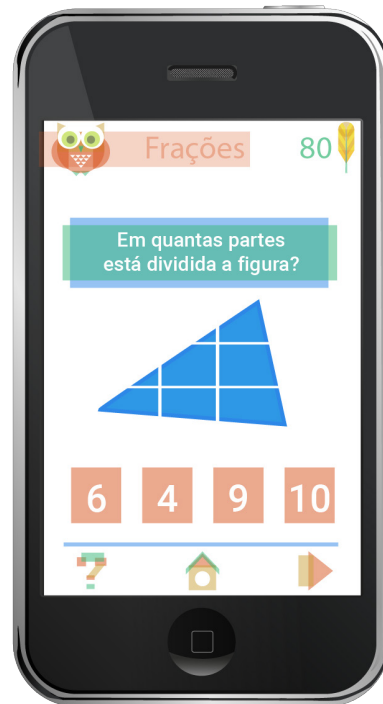 Frações 80
Em quantas partes
está dividida a figura?
6 4 9 10
?